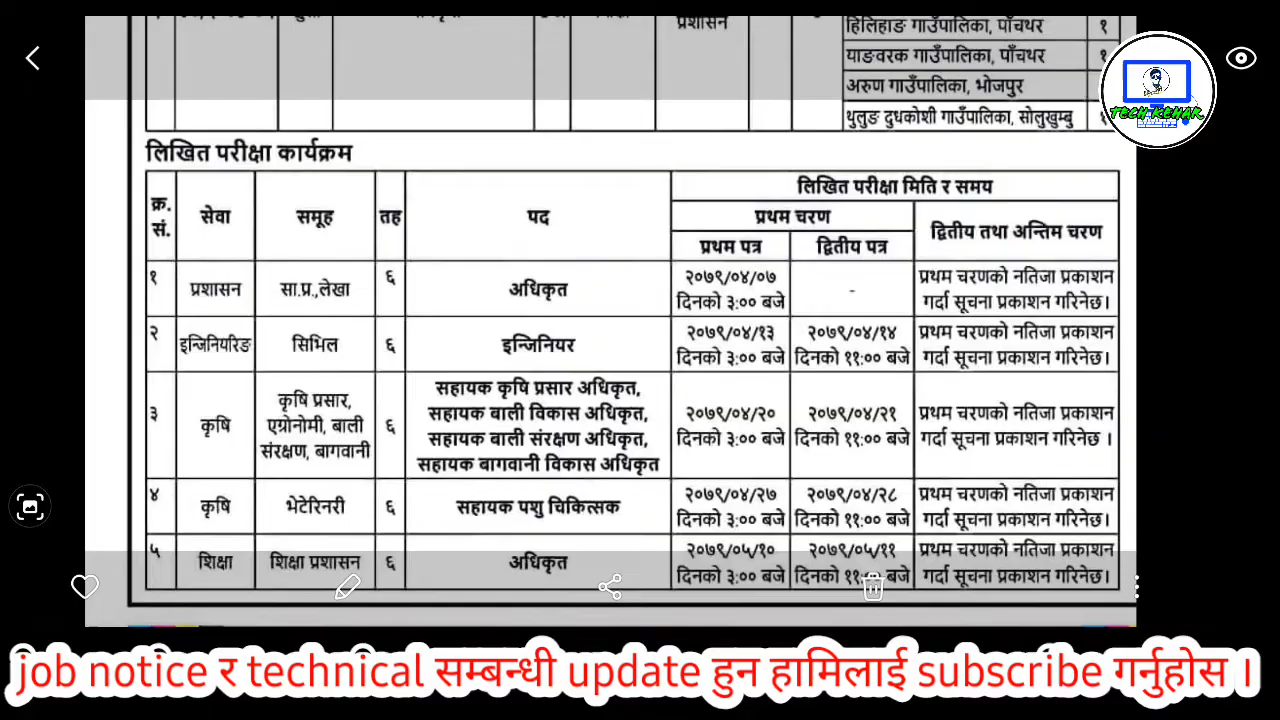 प्रशासन
हिलिहाङ गाउँपालिका, पाँचथर १
याङवरक गाउँपालिका, पाँचथर
अरुण गाउँपालिका, भोजपुर
थुलुङ दुधकोशी गाउँपालिका, सोलुखुम्बु
TECH KEHAR
लिखित परीक्षा कार्यक्रम
क्र. सं. सेवा समूह तह पद लिखित परीक्षा मिति र समय
प्रथम चरण द्वितीय तथा अन्तिम चरण
प्रथम पत्र द्वितीय पत्र
१ प्रशासन सा.प्र.,लेखा ६ अधिकृत २०७९/०४/०७ - प्रथम चरणको नतिजा प्रकाशन
दिनको ३:०० बजे गर्दा सूचना प्रकाशन गरिनेछ।
२ इन्जिनियरिङ सिभिल ६ इन्जिनियर २०७९/०४/१३ २०७९/०४/१४ प्रथम चरणको नतिजा प्रकाशन
दिनको ३:०० बजे दिनको ११:०० बजे गर्दा सूचना प्रकाशन गरिनेछ।
३ कृषि कृषि प्रसार, ६ सहायक कृषि प्रसार अधिकृत,
एग्रोनोमी, बाली सहायक बाली विकास अधिकृत, २०७९/०४/२० २०७९/०४/२१ प्रथम चरणको नतिजा प्रकाशन
संरक्षण, बागवानी सहायक बाली संरक्षण अधिकृत, दिनको ३:०० बजे दिनको ११:०० बजे गर्दा सूचना प्रकाशन गरिनेछ ।
सहायक बागवानी विकास अधिकृत
४ कृषि भेटेरिनरी ६ सहायक पशु चिकित्सक २०७९/०४/२७ २०७९/०४/२८ प्रथम चरणको नतिजा प्रकाशन
दिनको ३:०० बजे दिनको ११:०० बजे गर्दा सूचना प्रकाशन गरिनेछ।
५ शिक्षा शिक्षा प्रशासन ६ अधिकृत २०७९/०५/१० २०७९/०५/११ प्रथम चरणको नतिजा प्रकाशन
दिनको ३:०० बजे दिनको ११:०० बजे गर्दा सूचना प्रकाशन गरिनेछ।
job notice र technical सम्बन्धी update हुन हामिलाई subscribe गर्नुहोस ।